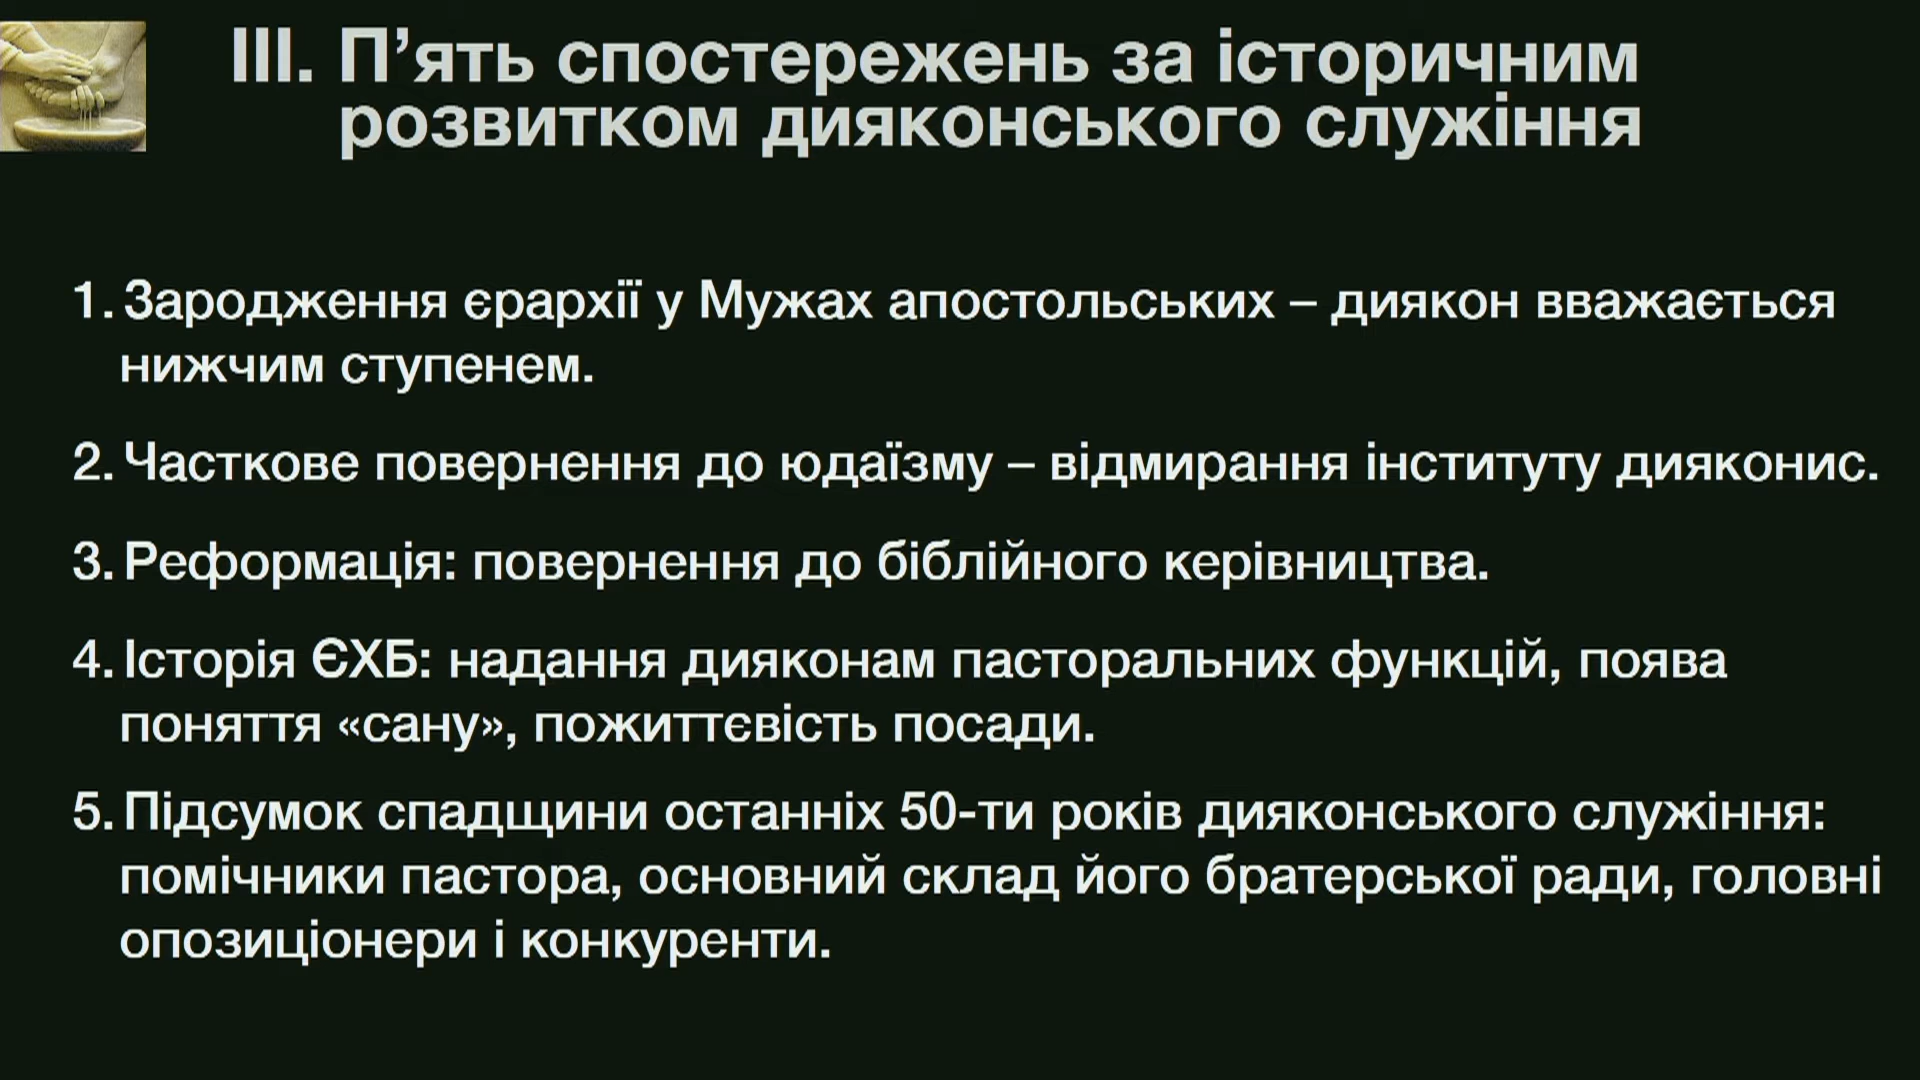 III. П’ять спостережень за історичним
розвитком дияконського служіння
1. Зародження єрархії у Мужах апостольських – диякон вважається
нижчим ступенем.
2. Часткове повернення до юдаїзму – відмирання інституту дияконис.
3. Реформація: повернення до біблійного керівництва.
4. Історія ЄХБ: надання дияконам пасторальних функцій, поява
поняття «сану», пожиттєвість посади.
5. Підсумок спадщини останніх 50-ти років дияконського служіння:
помічники пастора, основний склад його братерської ради, головні
опозиціонери і конкуренти.